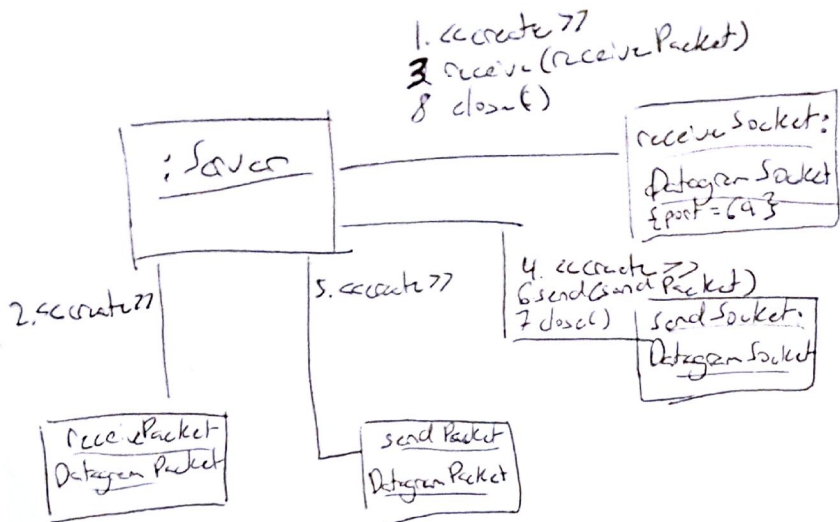 1. <<create>>
3 receive(receivePacket)
8 close()
:Server
receiveSocket:
DatagramSocket
{port=69}
2.<<create>>
5. <<create>>
4. <<create>>
6 send(sendPacket)
7 close()
sendSocket:
DatagramSocket
receivePacket
DatagramPacket
sendPacket
DatagramPacket